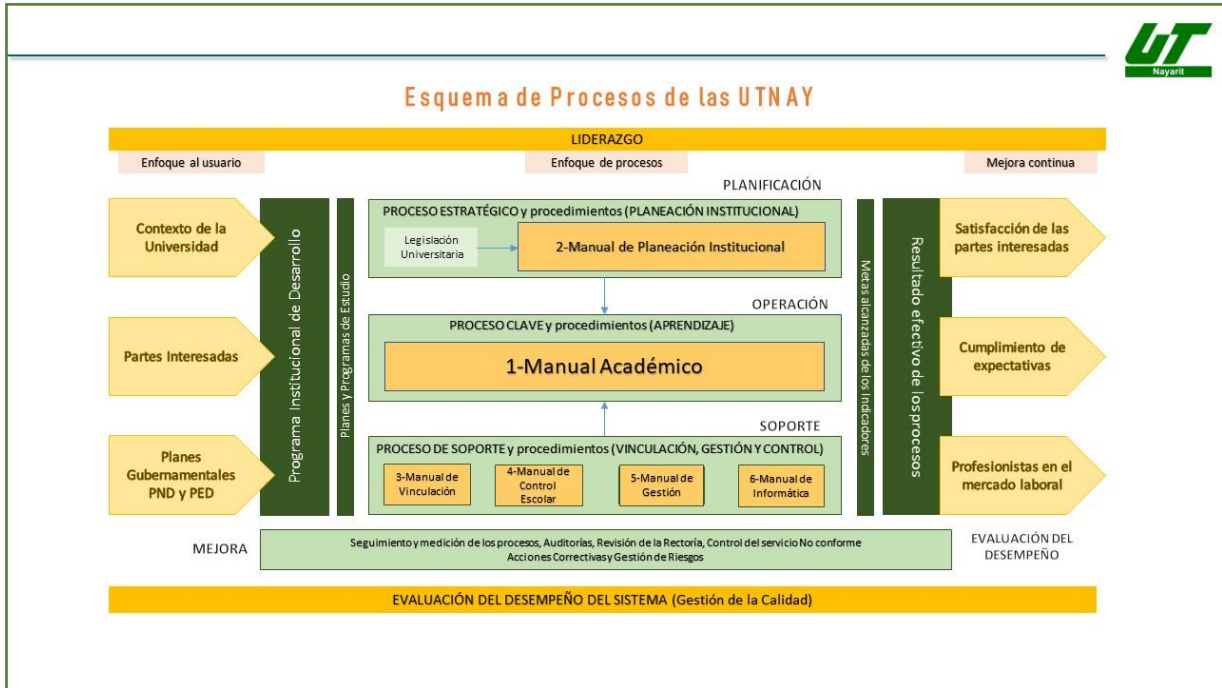 UT
Nayarit
Esquema de Procesos de las UTNAY
LIDERAZGO
Enfoque al usuario
Enfoque de procesos
Mejora continua
PLANIFICACIÓN
Contexto de la
Universidad
Partes Interesadas
Planes
Gubernamentales
PND y PED
Programa Institucional de Desarrollo
Planes y Programas de Estudio
PROCESO ESTRATÉGICO y procedimientos (PLANEACIÓN INSTITUCIONAL)
Legislación
Universitaria
2-Manual de Planeación Institucional
OPERACIÓN
PROCESO CLAVE y procedimientos (APRENDIZAJE)
1-Manual Académico
SOPORTE
PROCESO DE SOPORTE y procedimientos (VINCULACIÓN, GESTIÓN Y CONTROL)
3-Manual de
Vinculación
4-Manual de
Control
Escolar
5-Manual de
Gestión
6-Manual de
Informática
Metas alcanzadas de los Indicadores
Resultado efectivo de los procesos
Satisfacción de las
partes interesadas
Cumplimiento de
expectativas
Profesionistas en el
mercado laboral
MEJORA
Seguimiento y medición de los procesos, Auditorías, Revisión de la Rectoría, Control del servicio No conforme
Acciones Correctivas y Gestión de Riesgos
EVALUACIÓN DEL
DESEMPEÑO
EVALUACIÓN DEL DESEMPEÑO DEL SISTEMA (Gestión de la Calidad)